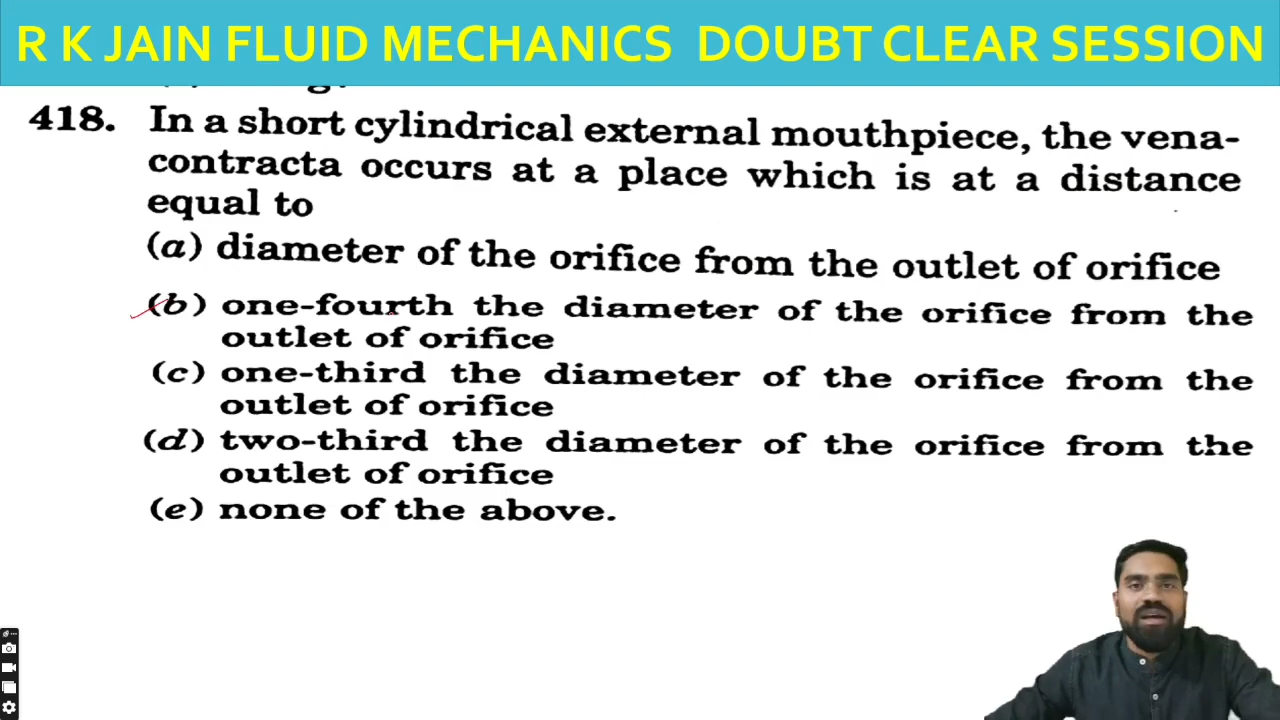 R K JAIN FLUID MECHANICS DOUBT CLEAR SESSION
418. In a short cylindrical external mouthpiece, the vena-
contracta occurs at a place which is at a distance
equal to
(a) diameter of the orifice from the outlet of orifice
(b) one-fourth the diameter of the orifice from the
outlet of orifice
(c) one-third the diameter of the orifice from the
outlet of orifice
(d) two-third the diameter of the orifice from the
outlet of orifice
(e) none of the above.